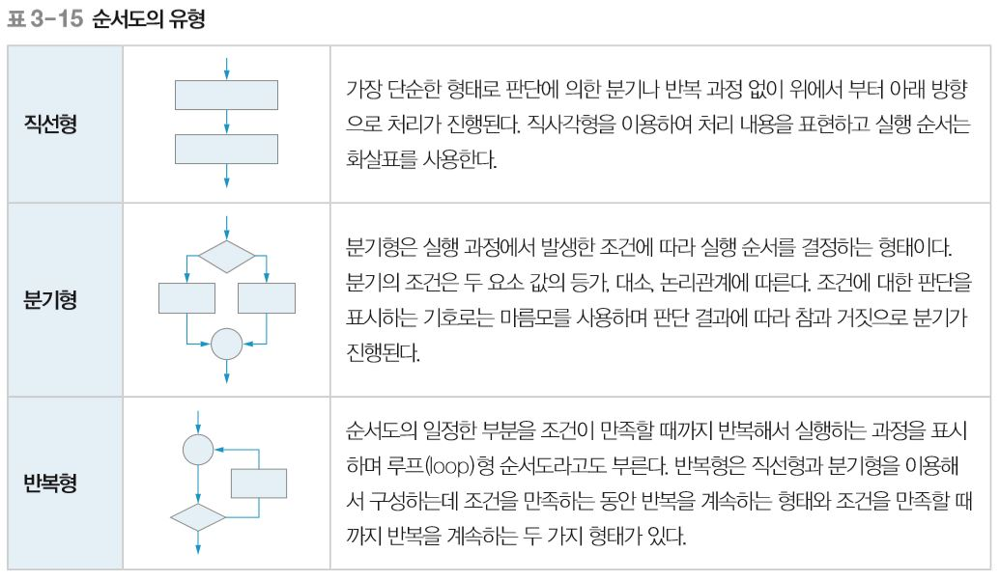 표 3-15 순서도의 유형
직선형
가장 단순한 형태로 판단에 의한 분기나 반복 과정 없이 위에서 부터 아래 방향
으로 처리가 진행된다. 직사각형을 이용하여 처리 내용을 표현하고 실행 순서는
화살표를 사용한다.
분기형
분기형은 실행 과정에서 발생한 조건에 따라 실행 순서를 결정하는 형태이다.
분기의 조건은 두 요소 값의 등가, 대소, 논리관계에 따른다. 조건에 대한 판단을
표시하는 기호로는 마름모를 사용하며 판단 결과에 따라 참과 거짓으로 분기가
진행된다.
반복형
순서도의 일정한 부분을 조건이 만족할 때까지 반복해서 실행하는 과정을 표시
하며 루프(loop)형 순서도라고도 부른다. 반복형은 직선형과 분기형을 이용해
서 구성하는데 조건을 만족하는 동안 반복을 계속하는 형태와 조건을 만족할 때
까지 반복을 계속하는 두 가지 형태가 있다.